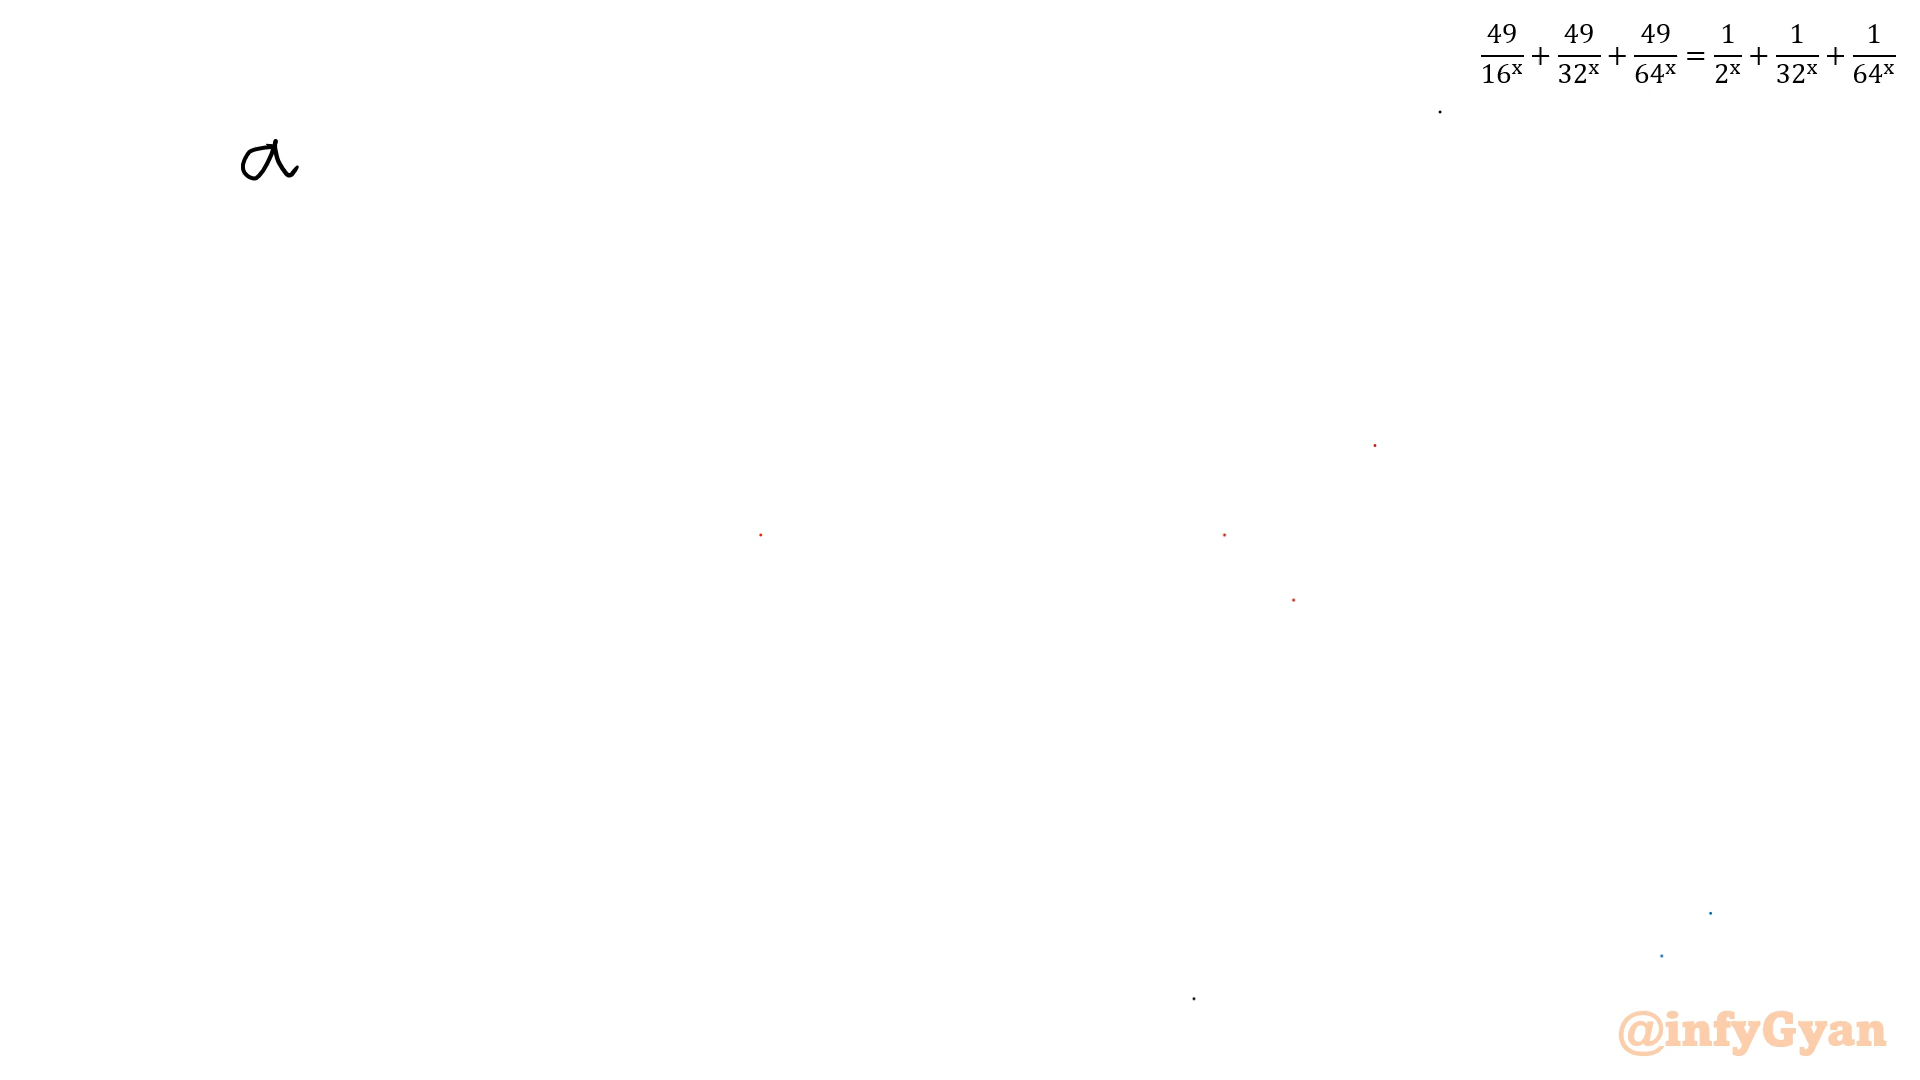 49/16^x + 49/32^x + 49/64^x = 1/2^x + 1/32^x + 1/64^x
a
@infyGyan